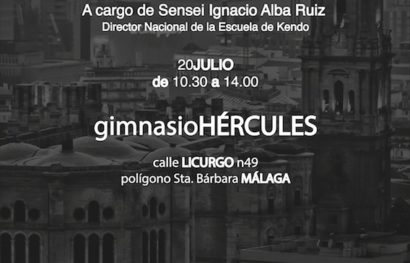 A cargo de Sensei Ignacio Alba Ruiz
Director Nacional de la Escuela de Kendo
20JULIO
de 10.30 a 14.00
gimnasioHÉRCULES
calle LICURGO n49
polígono Sta. Bárbara MÁLAGA